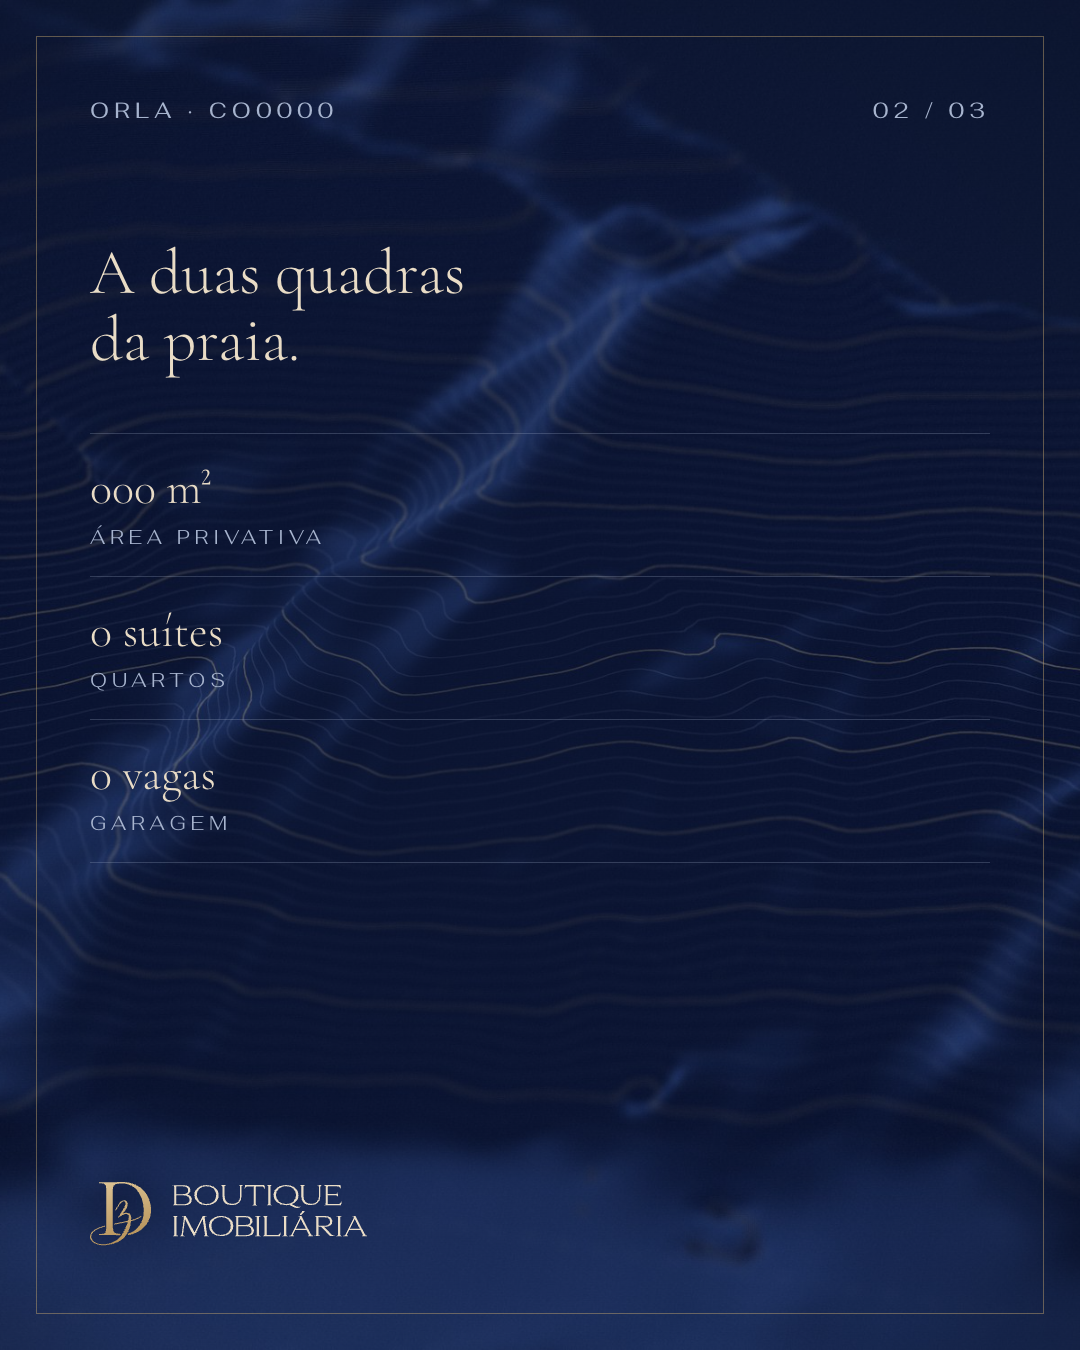 ORLA · CO0000
02 / 03
A duas quadras
da praia.
000 m²
ÁREA PRIVATIVA
0 suítes
QUARTOS
0 vagas
GARAGEM
BOUTIQUE
IMOBILIÁRIA